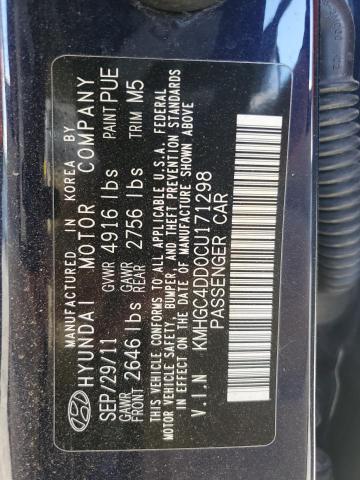 MANUFACTURED IN KOREA BY
HYUNDAI MOTOR COMPANY
SEP/29/11 GVWR 4916 lbs PAINT PUE
GAWR FRONT 2646 lbs GAWR REAR 2756 lbs TRIM M5
THIS VEHICLE CONFORMS TO ALL APPLICABLE U.S.A. FEDERAL
MOTOR VEHICLE SAFETY, BUMPER, AND THEFT PREVENTION STANDARDS
IN EFFECT ON THE DATE OF MANUFACTURE SHOWN ABOVE.
V.I.N KMHGC4DD0CU171298
PASSENGER CAR